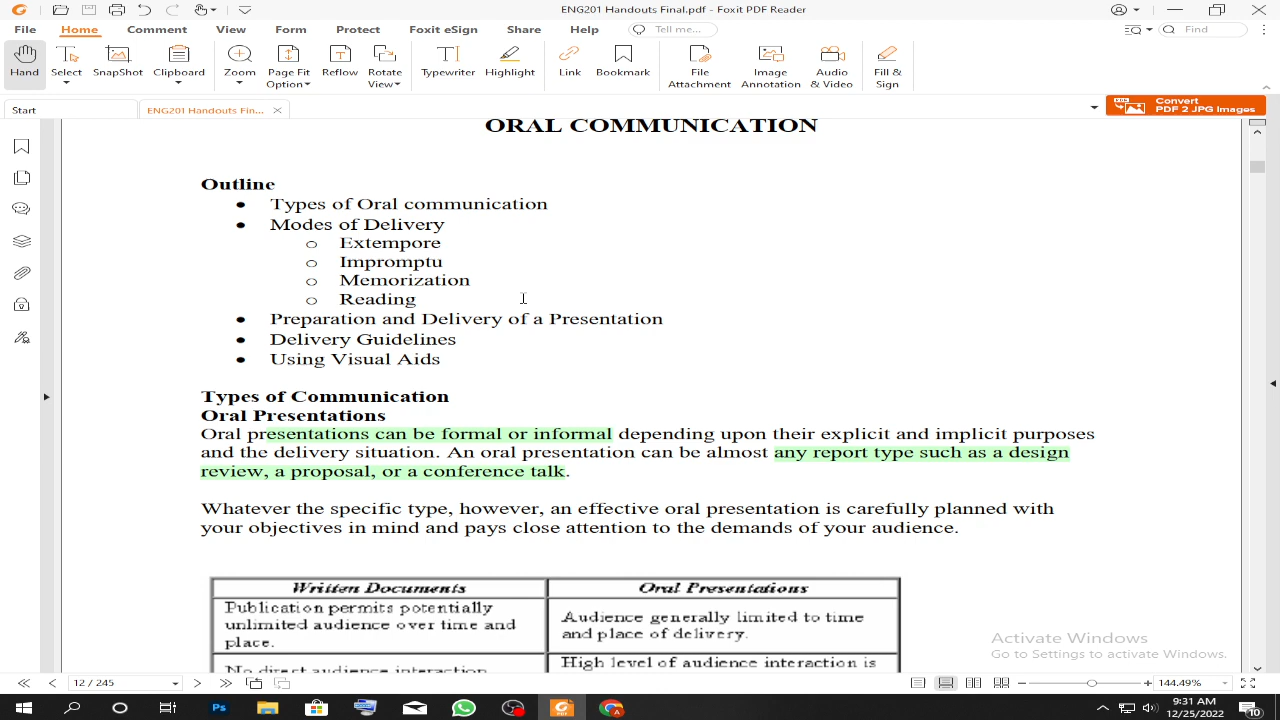 ENG201 Handouts Final.pdf - Foxit PDF Reader
File Home Comment View Form Protect Foxit eSign Share Help Tell me... Find
Hand Select SnapShot Clipboard Zoom Page Fit Option Reflow Rotate View Typewriter Highlight Link Bookmark File Attachment Image Annotation Audio & Video Fill & Sign
Start ENG201 Handouts Fin... Convert PDF 2 JPG Images
ORAL COMMUNICATION
Outline
• Types of Oral communication
• Modes of Delivery
o Extempore
o Impromptu
o Memorization
o Reading
• Preparation and Delivery of a Presentation
• Delivery Guidelines
• Using Visual Aids
Types of Communication
Oral Presentations
Oral presentations can be formal or informal depending upon their explicit and implicit purposes
and the delivery situation. An oral presentation can be almost any report type such as a design
review, a proposal, or a conference talk.
Whatever the specific type, however, an effective oral presentation is carefully planned with
your objectives in mind and pays close attention to the demands of your audience.
Written Documents Oral Presentations
Publication permits potentially
unlimited audience over time and
place.
Audience generally limited to time
and place of delivery.
No direct audience interaction
High level of audience interaction is
Activate Windows
Go to Settings to activate Windows.
12 / 245 144.49%
Ps 9:31 AM
12/25/2022 10